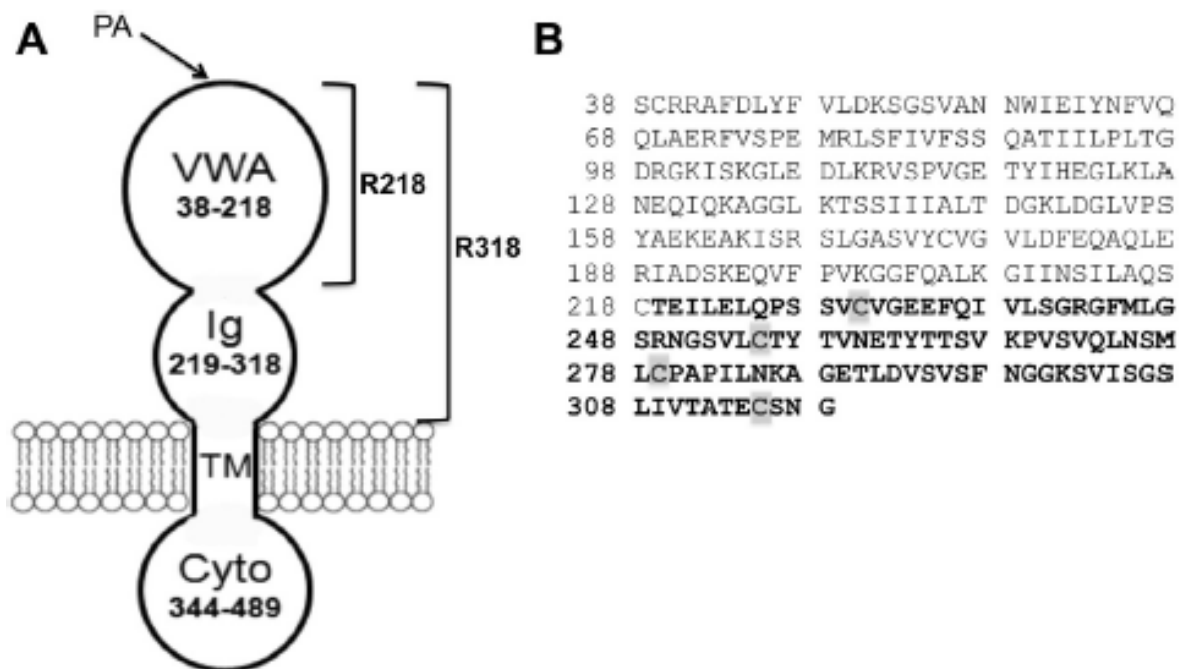 A
PA
VWA
38-218
R218
R318
Ig
219-318
TM
Cyto
344-489
B
38 SCRRAFDLYF VLDKSGSVAN NWIEIYNFVQ
68 QLAERFVSPE MRLSFIVFSS QATIILPLTG
98 DRGKISKGLE DLKRVSPVGE TYIHEGLKLA
128 NEQIQKAGGL KTSSIIIALT DGKLDGLVPS
158 YAEKEAKISR SLGASVYCVG VLDFEQAQLE
188 RIADSKEQVF PVKGGFQALK GIINSILAQS
218 CTEILELQPS SVCVGEEFQI VLSGRGFMLG
248 SRNGSVLCTY TVNETYTTSV KPVSVQLNSM
278 LCPAPILNKA GETLDVSVSF NGGKSVISGS
308 LIVTATECSN G